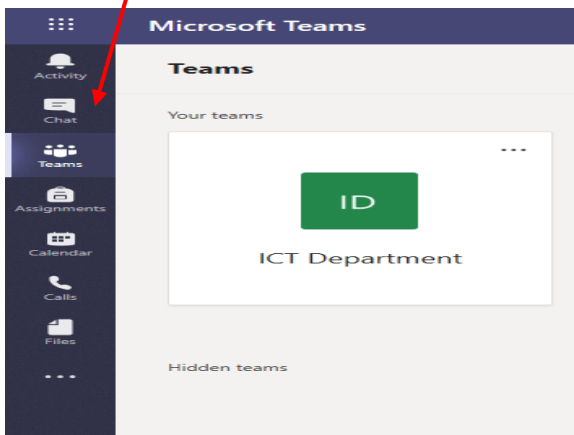 Microsoft Teams
Activity
Chat
Teams
Assignments
Calendar
Calls
Files
Teams
Your teams
ID
ICT Department
Hidden teams